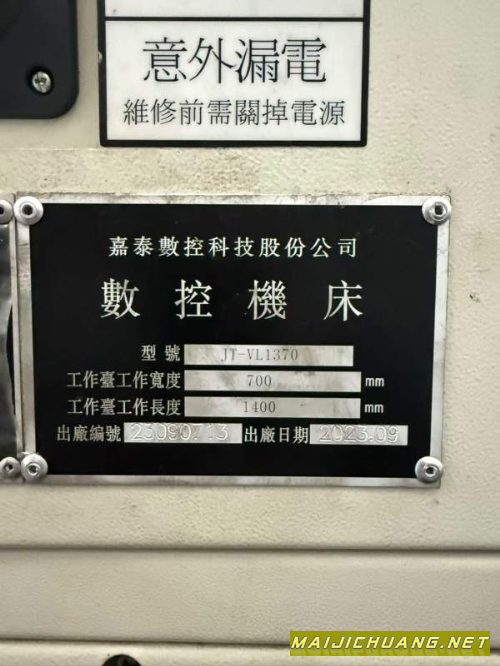 意外漏電
維修前需關掉電源
嘉泰數控科技股份公司
數控機床
型號 JT-VL1370
工作臺工作寬度 700 mm
工作臺工作長度 1400 mm
出廠編號 23090713 出廠日期 2023.09
MAIJICHUANG.NET